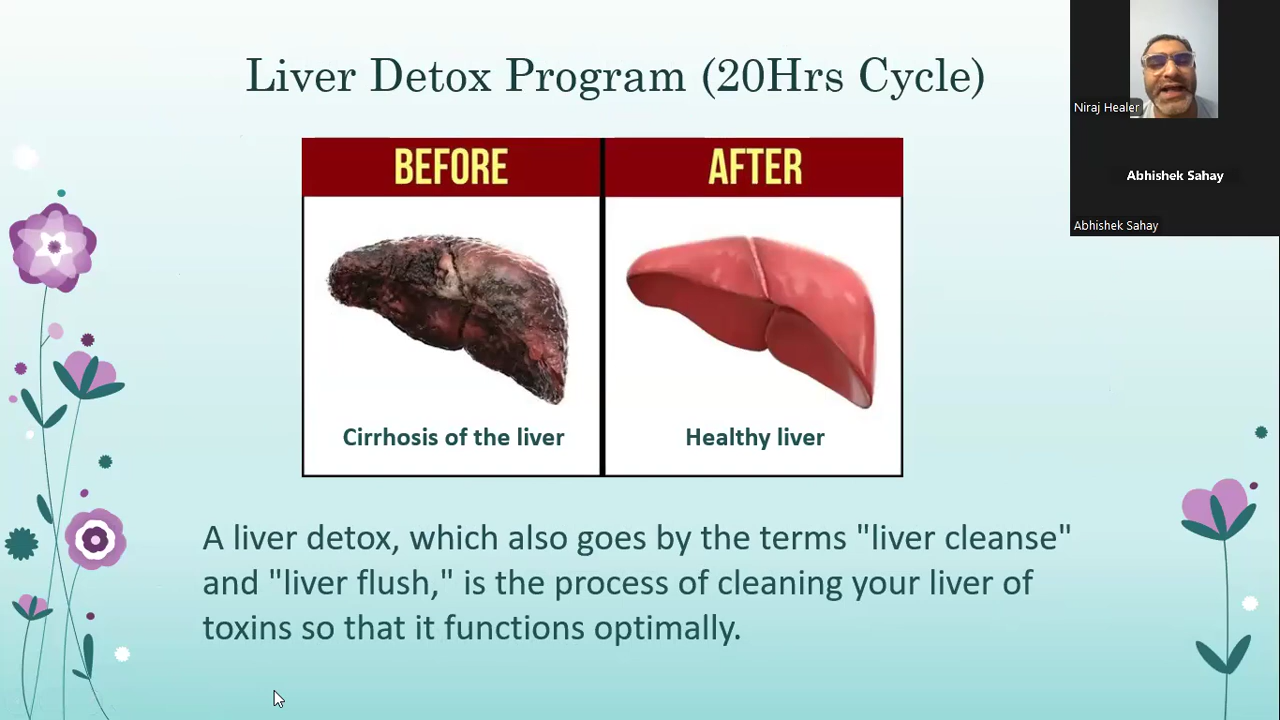 Liver Detox Program (20Hrs Cycle)
BEFORE
AFTER
Cirrhosis of the liver
Healthy liver
A liver detox, which also goes by the terms "liver cleanse"
and "liver flush," is the process of cleaning your liver of
toxins so that it functions optimally.
Niraj Healer
Abhishek Sahay
Abhishek Sahay